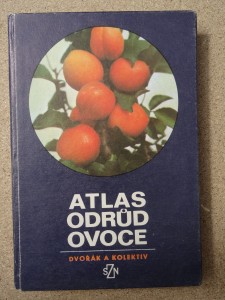 ATLAS
ODRŮD
OVOCE
DVOŘÁK A KOLEKTIV
SZN